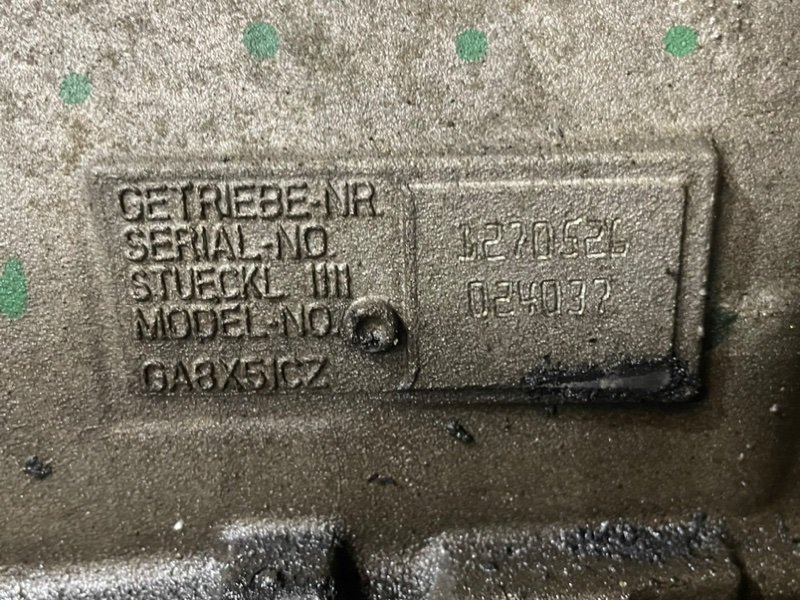 GETRIEBE-NR.
SERIAL-NO.
STUECKL 1111
MODEL-NO.
GA8X51CZ
1270526
024037